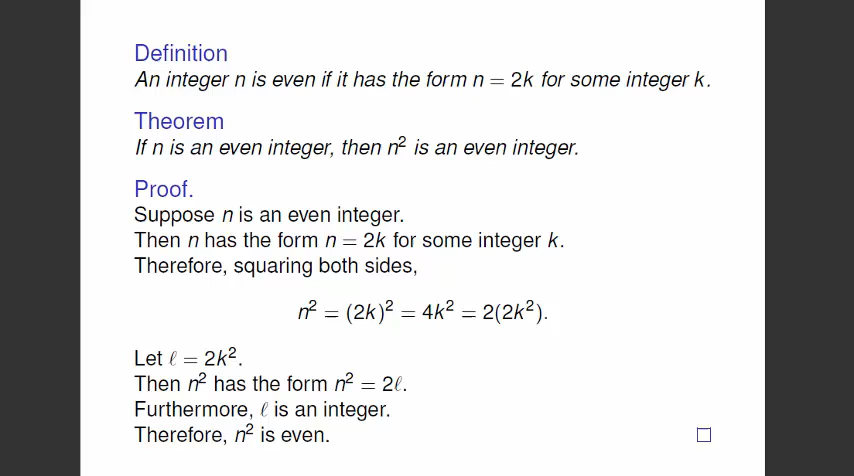 Definition
An integer n is even if it has the form n = 2k for some integer k.
Theorem
If n is an even integer, then n² is an even integer.
Proof.
Suppose n is an even integer.
Then n has the form n = 2k for some integer k.
Therefore, squaring both sides,
n² = (2k)² = 4k² = 2(2k²).
Let ℓ = 2k².
Then n² has the form n² = 2ℓ.
Furthermore, ℓ is an integer.
Therefore, n² is even. □